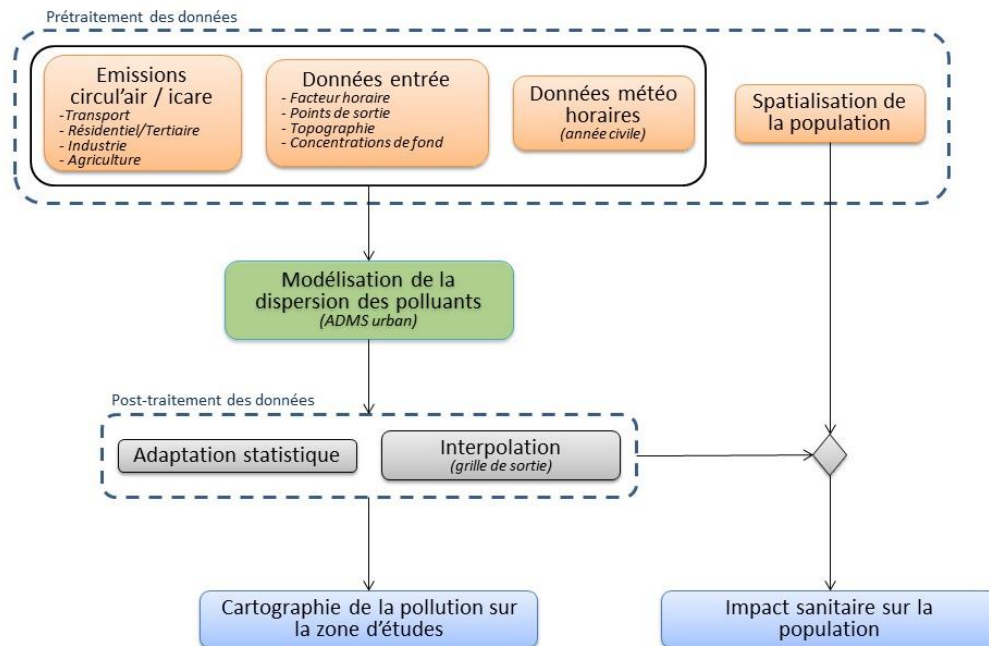 Prétraitement des données
Emissions
circul'air / icare
-Transport
- Résidentiel/Tertiaire
- Industrie
- Agriculture
Données entrée
- Facteur horaire
- Points de sortie
- Topographie
- Concentrations de fond
Données météo
horaires
(année civile)
Spatialisation de
la population
Modélisation de la
dispersion des polluants
(ADMS urban)
Post-traitement des données
Adaptation statistique
Interpolation
(grille de sortie)
Cartographie de la pollution sur
la zone d'études
Impact sanitaire sur la
population